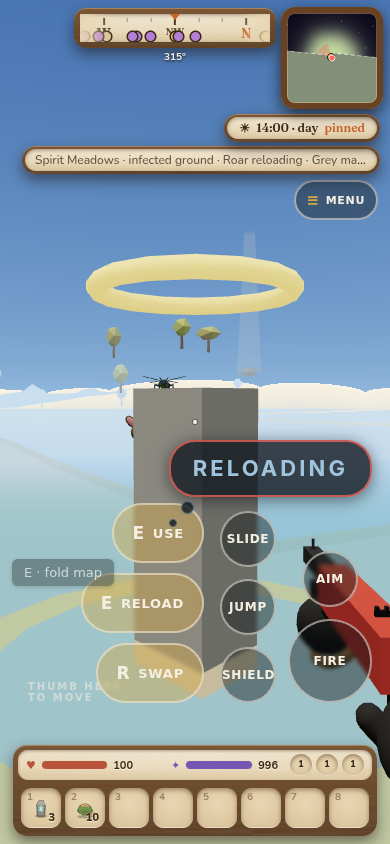 W NW N
315°
14:00 · day pinned
Spirit Meadows · infected ground · Roar reloading · Grey ma...
≡ MENU
RELOADING
E USE
SLIDE
E · fold map
AIM
E RELOAD
JUMP
FIRE
R SWAP
SHIELD
THUMB HERE
TO MOVE
100
996
1 1 1
1 2 3 4 5 6 7 8
3 10